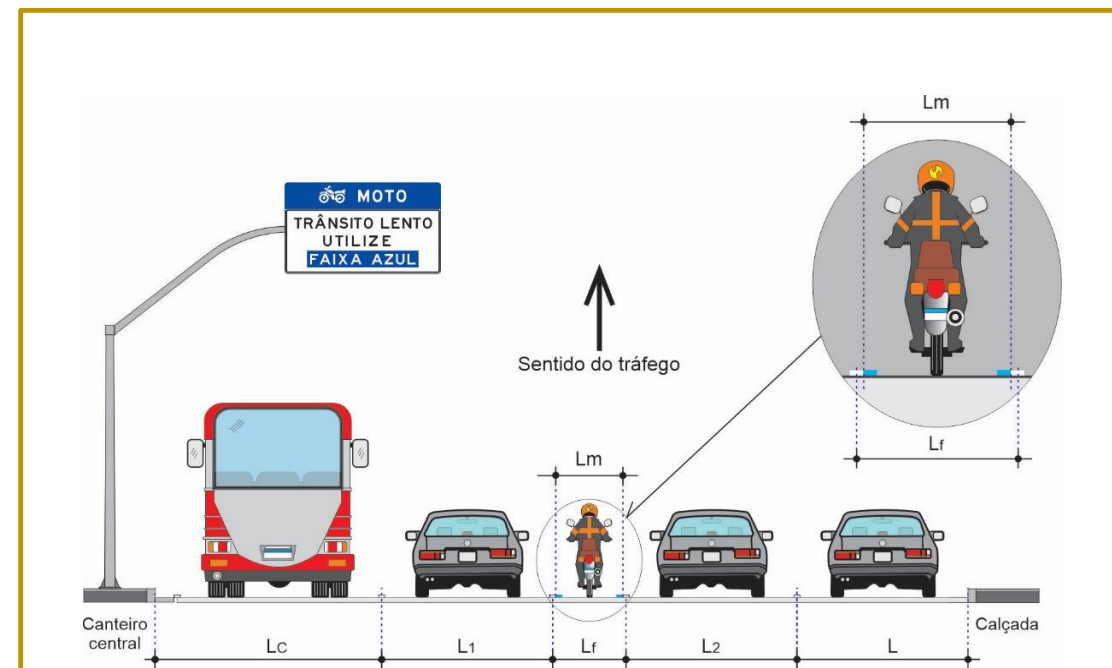 Lm
MOTO
TRÂNSITO LENTO
UTILIZE
FAIXA AZUL
Sentido do tráfego
Lf
Lm
Canteiro
central
Calçada
Lc
L1
Lf
L2
L